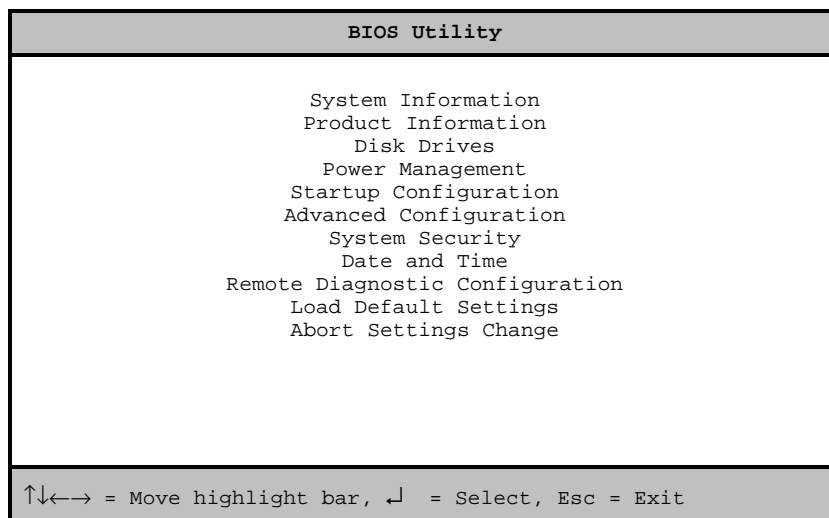 BIOS Utility
System Information
Product Information
Disk Drives
Power Management
Startup Configuration
Advanced Configuration
System Security
Date and Time
Remote Diagnostic Configuration
Load Default Settings
Abort Settings Change
↑↓←→ = Move highlight bar, ↵ = Select, Esc = Exit